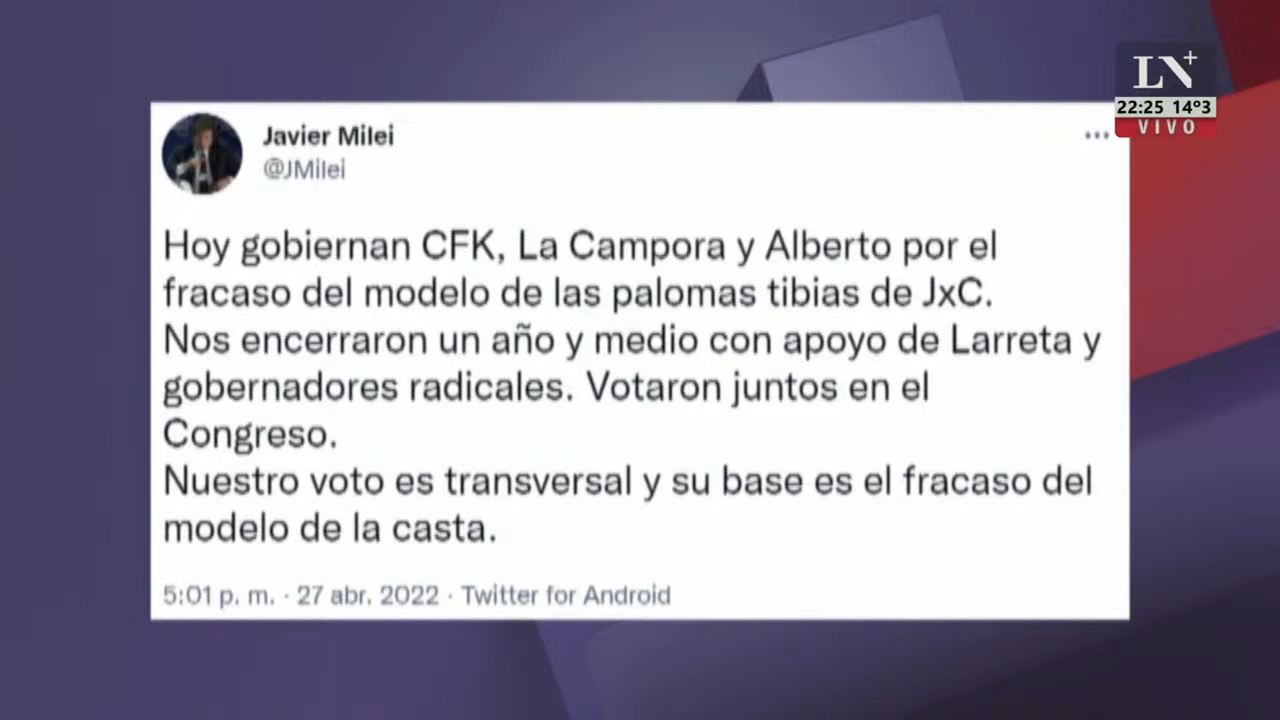 LN+
22:25 14º3
VIVO
Javier Milei
@JMilei
Hoy gobiernan CFK, La Campora y Alberto por el
fracaso del modelo de las palomas tibias de JxC.
Nos encerraron un año y medio con apoyo de Larreta y
gobernadores radicales. Votaron juntos en el
Congreso.
Nuestro voto es transversal y su base es el fracaso del
modelo de la casta.
5:01 p. m. · 27 abr. 2022 · Twitter for Android